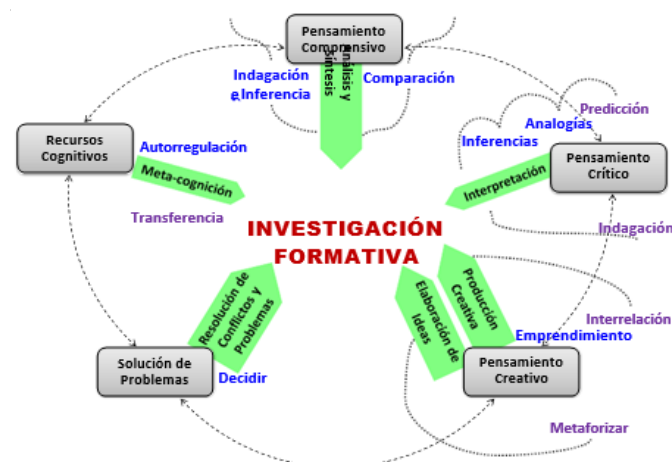 Pensamiento
Comprensivo
Análisis y
Síntesis
Indagación
e Inferencia
Comparación
Recursos
Cognitivos
Autorregulación
Meta-cognición
Transferencia
Predicción
Analogías
Inferencias
Pensamiento
Crítico
Interpretación
Indagación
INVESTIGACIÓN
FORMATIVA
Resolución de
Conflictos y
Problemas
Solución de
Problemas
Decidir
Elaboración de
Ideas
Producción
Creativa
Interrelación
Emprendimiento
Pensamiento
Creativo
Metaforizar